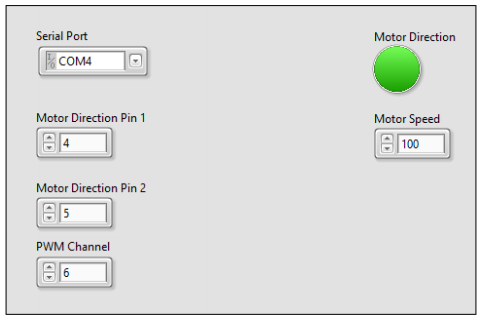 Serial Port
COM4
Motor Direction Pin 1
4
Motor Direction Pin 2
5
PWM Channel
6
Motor Direction
Motor Speed
100